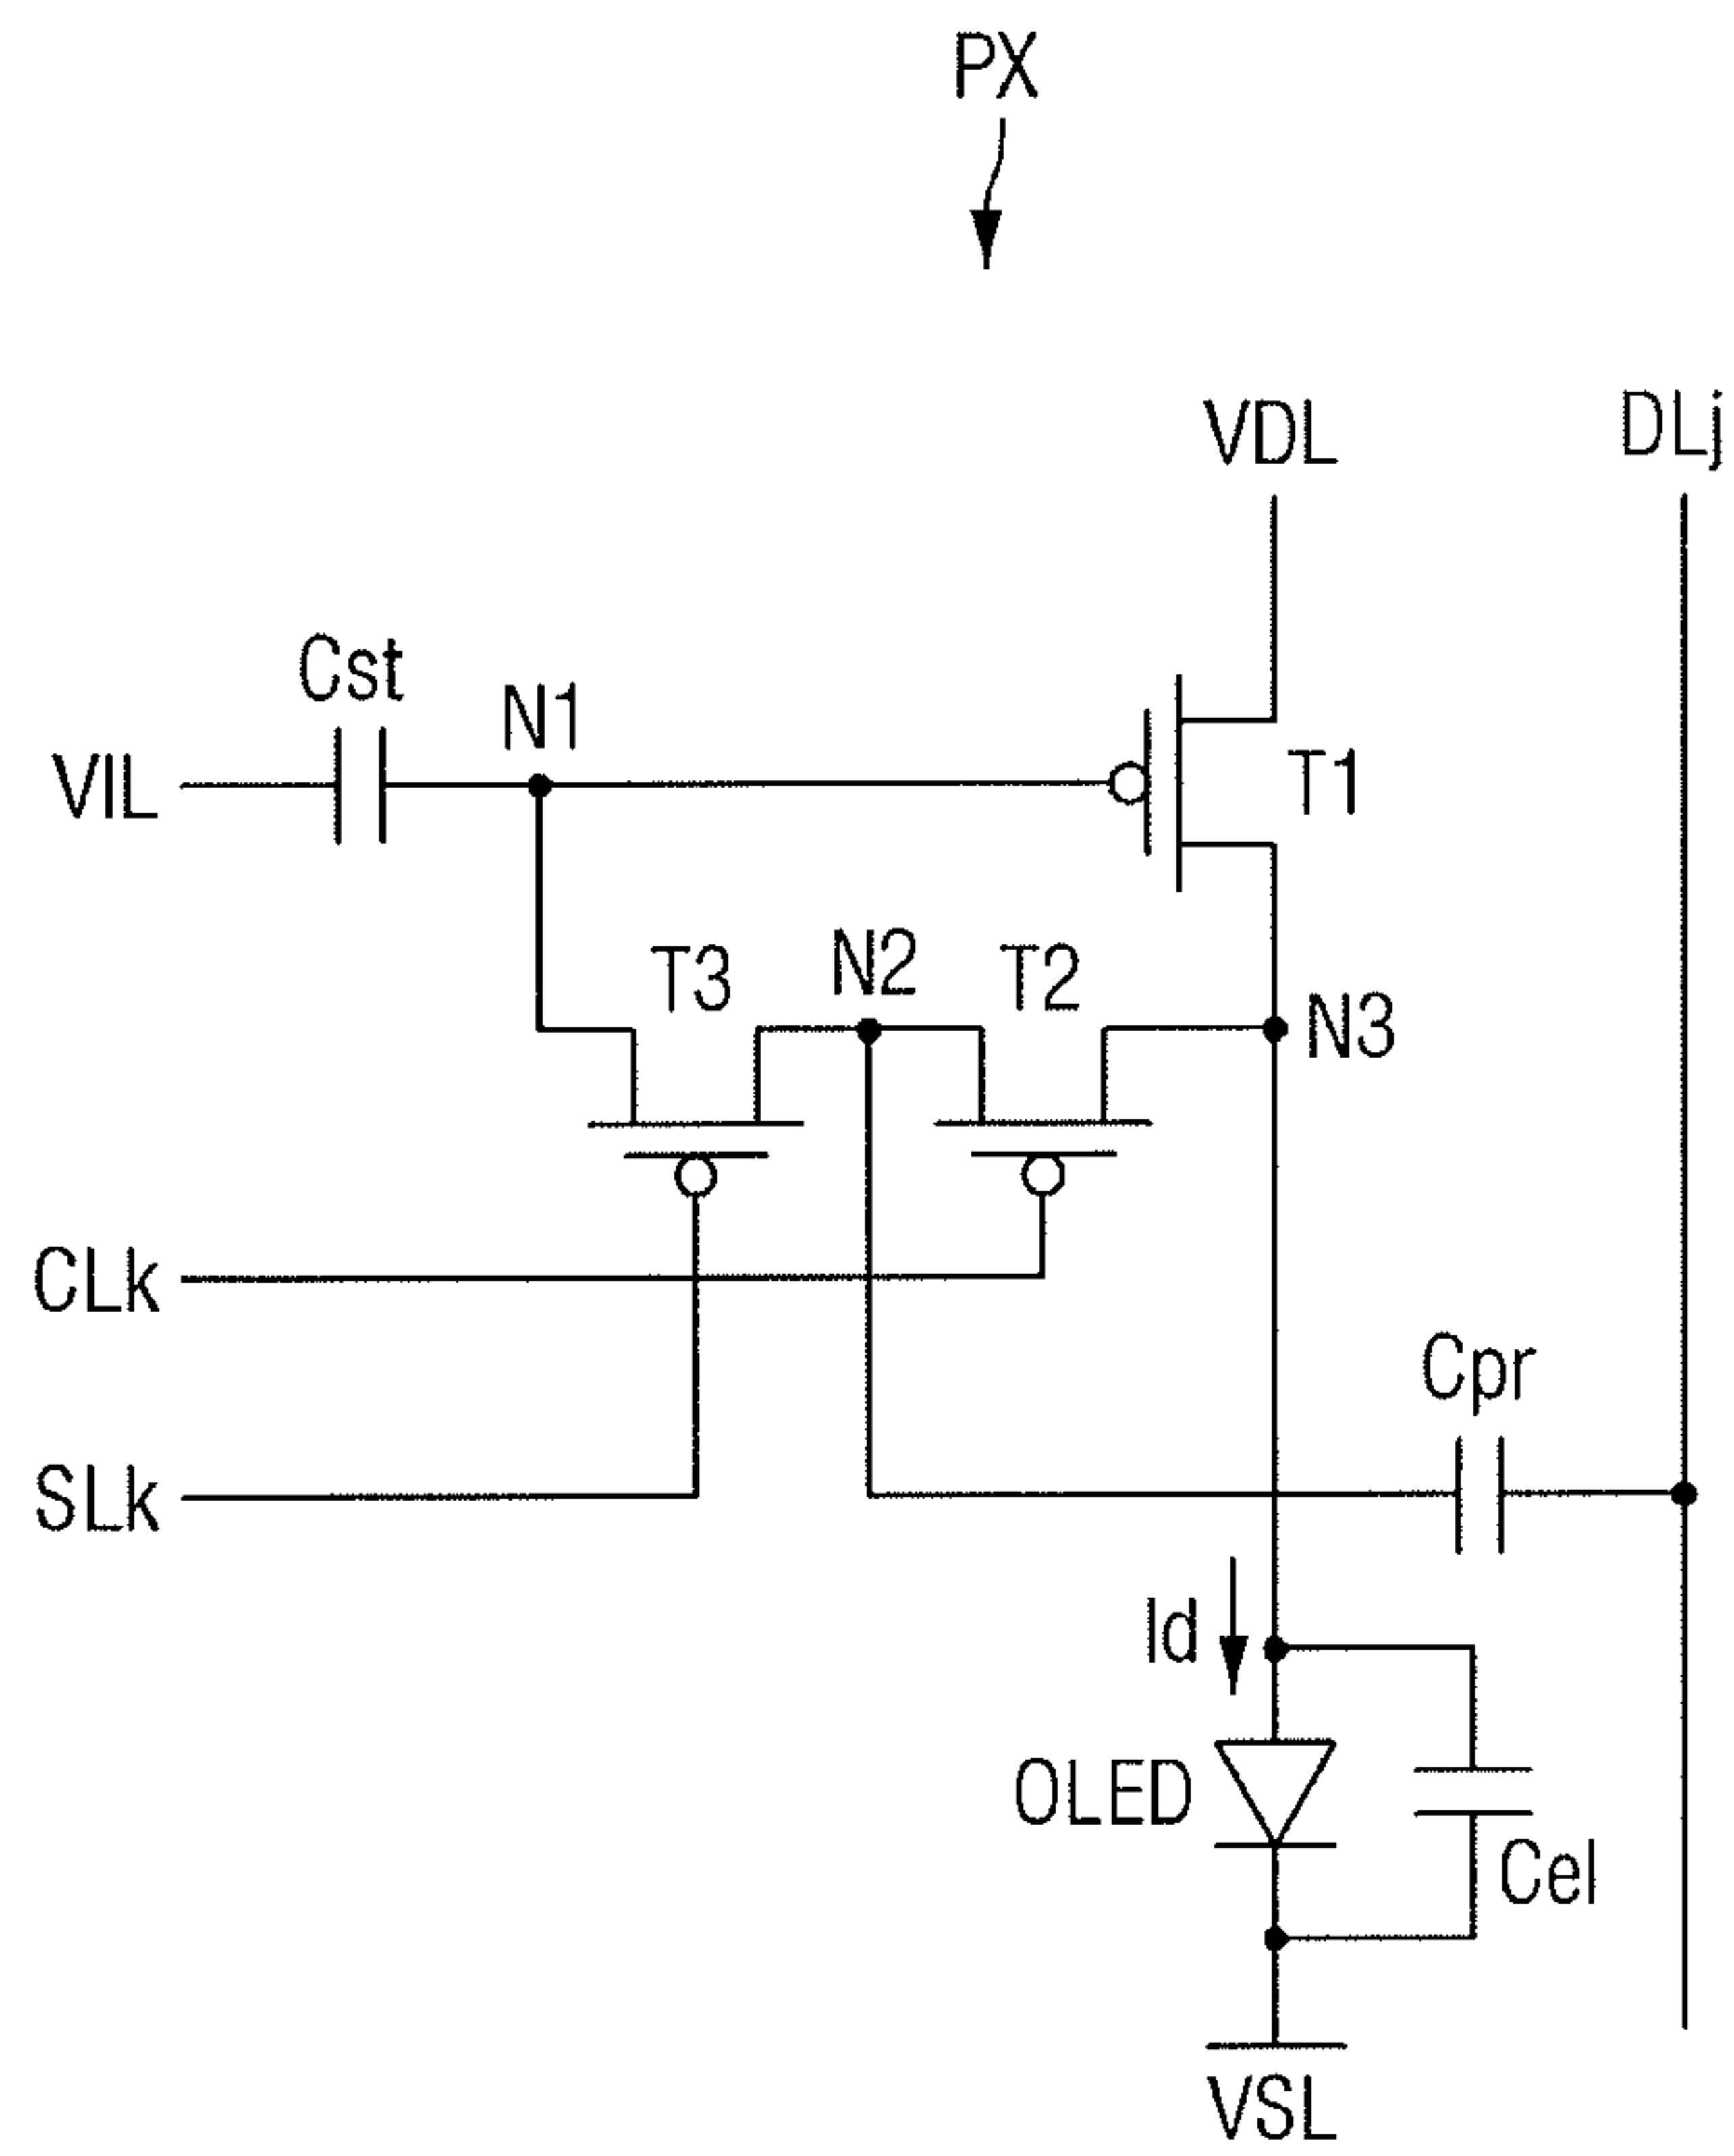 PX
VDL
DLj
Cst
N1
VIL
T1
T3
N2
T2
N3
CLk
Cpr
SLk
Id
OLED
Cel
VSL